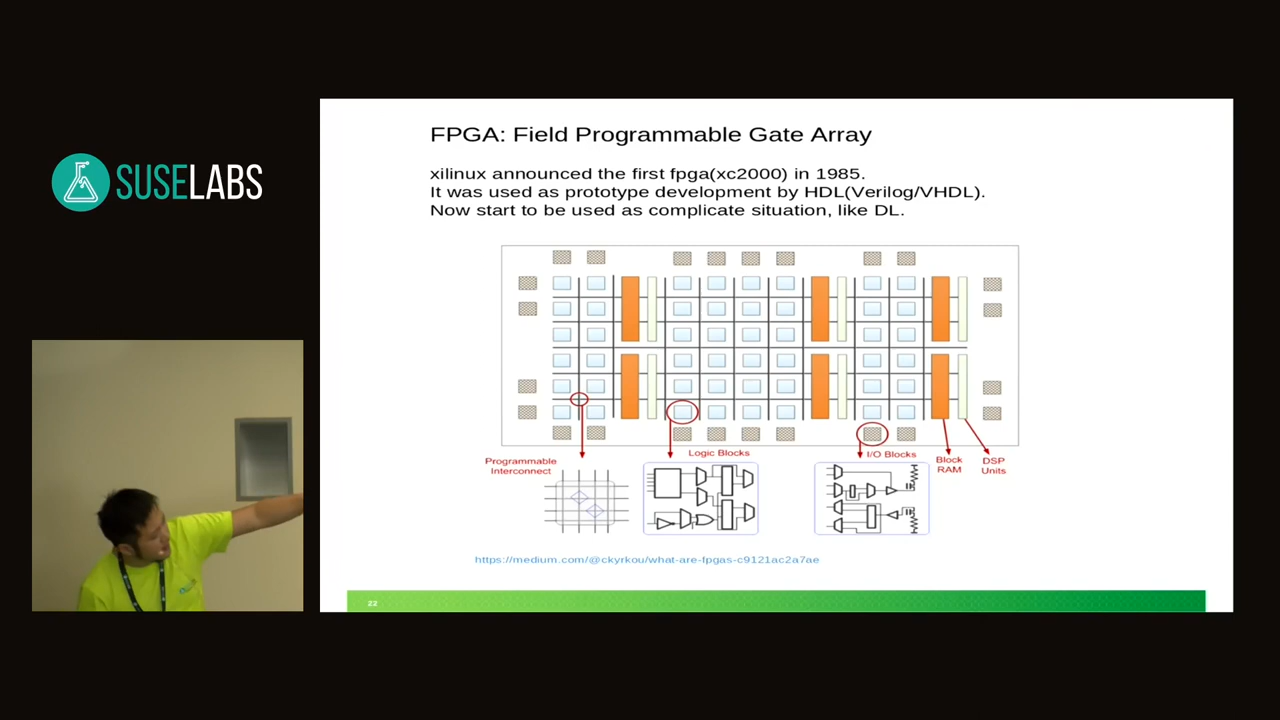 SUSELABS
FPGA: Field Programmable Gate Array
xilinux announced the first fpga(xc2000) in 1985.
It was used as prototype development by HDL(Verilog/VHDL).
Now start to be used as complicate situation, like DL.
Programmable
Interconnect
Logic Blocks
I/O Blocks
Block
RAM
DSP
Units
https://medium.com/@ckyrkou/what-are-fpgas-c9121ac2a7ae
22